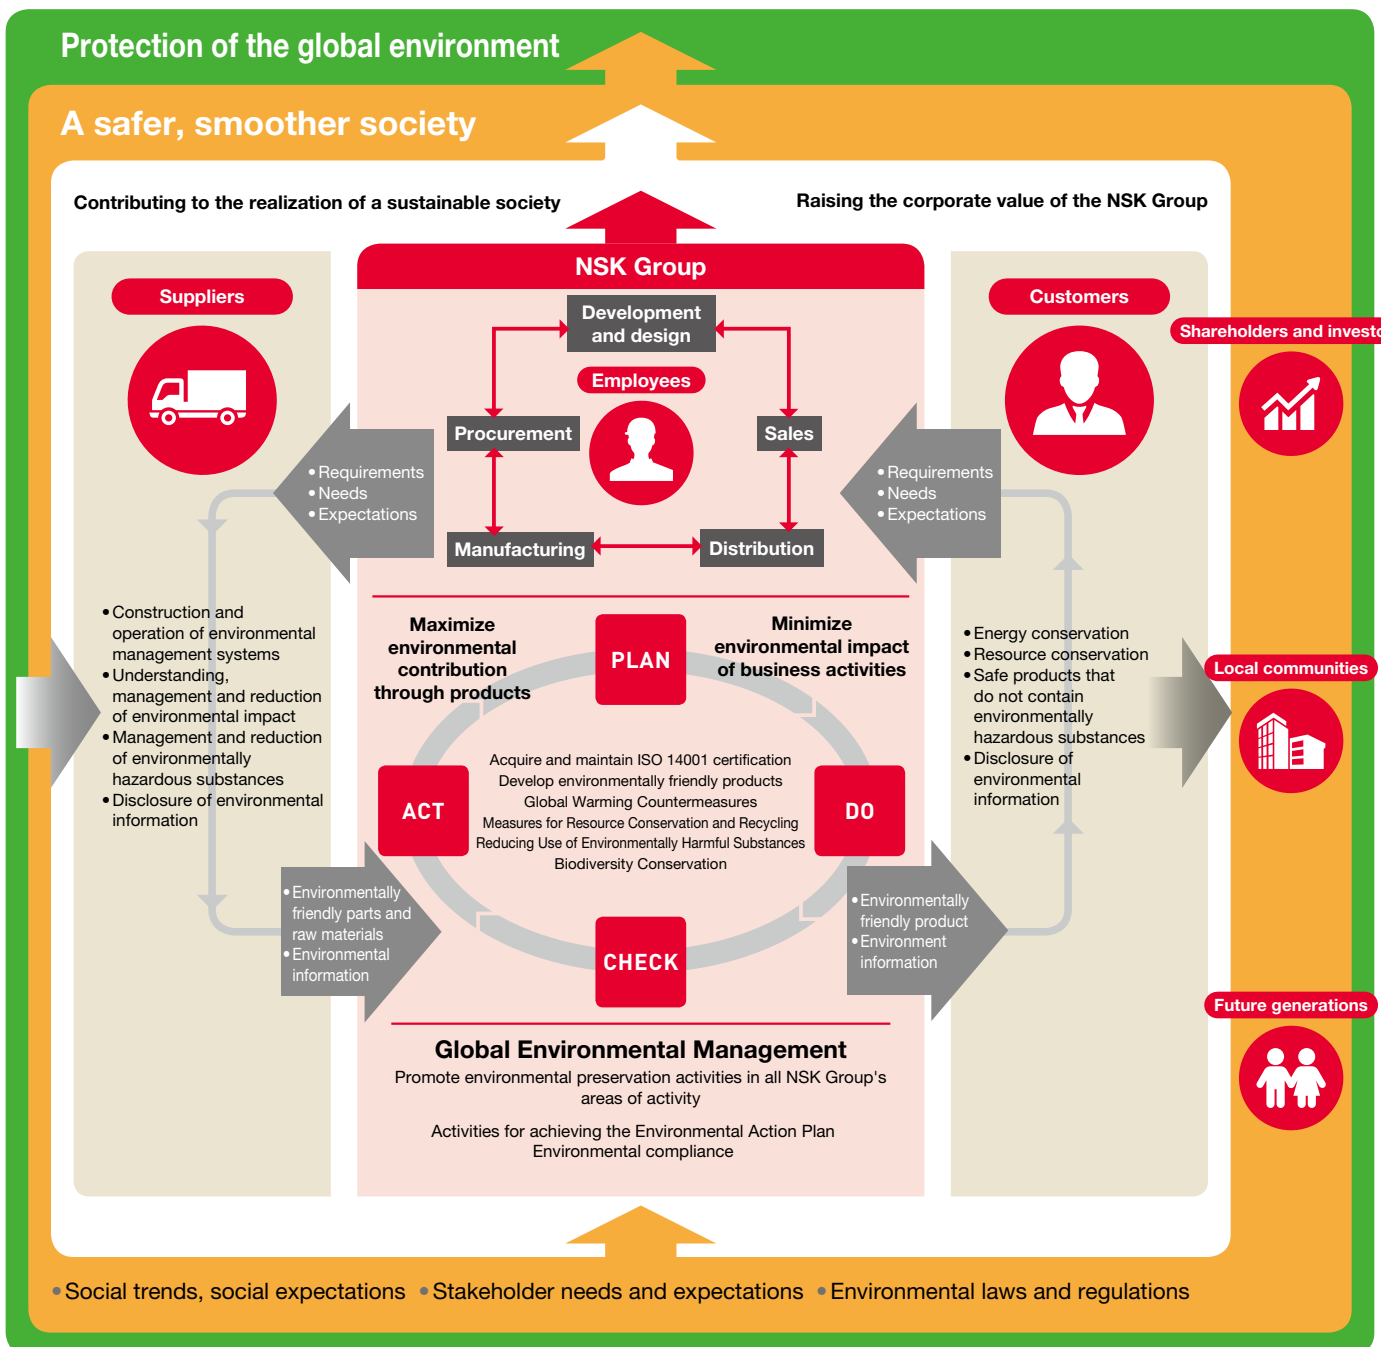 Protection of the global environment
A safer, smoother society
Contributing to the realization of a sustainable society
Raising the corporate value of the NSK Group
Suppliers
• Requirements
• Needs
• Expectations
• Construction and
operation of environmental
management systems
• Understanding,
management and reduction
of environmental impact
• Management and reduction
of environmentally
hazardous substances
• Disclosure of environmental
information
• Environmentally
friendly parts and
raw materials
• Environmental
information
NSK Group
Development
and design
Employees
Procurement
Sales
Manufacturing
Distribution
Maximize
environmental
contribution
through products
Minimize
environmental impact
of business activities
PLAN
ACT
DO
CHECK
Acquire and maintain ISO 14001 certification
Develop environmentally friendly products
Global Warming Countermeasures
Measures for Resource Conservation and Recycling
Reducing Use of Environmentally Harmful Substances
Biodiversity Conservation
Global Environmental Management
Promote environmental preservation activities in all NSK Group's
areas of activity
Activities for achieving the Environmental Action Plan
Environmental compliance
Customers
• Requirements
• Needs
• Expectations
• Energy conservation
• Resource conservation
• Safe products that
do not contain
environmentally
hazardous substances
• Disclosure of
environmental
information
• Environmentally
friendly product
• Environment
information
Shareholders and investo
Local communities
Future generations
• Social trends, social expectations • Stakeholder needs and expectations • Environmental laws and regulations